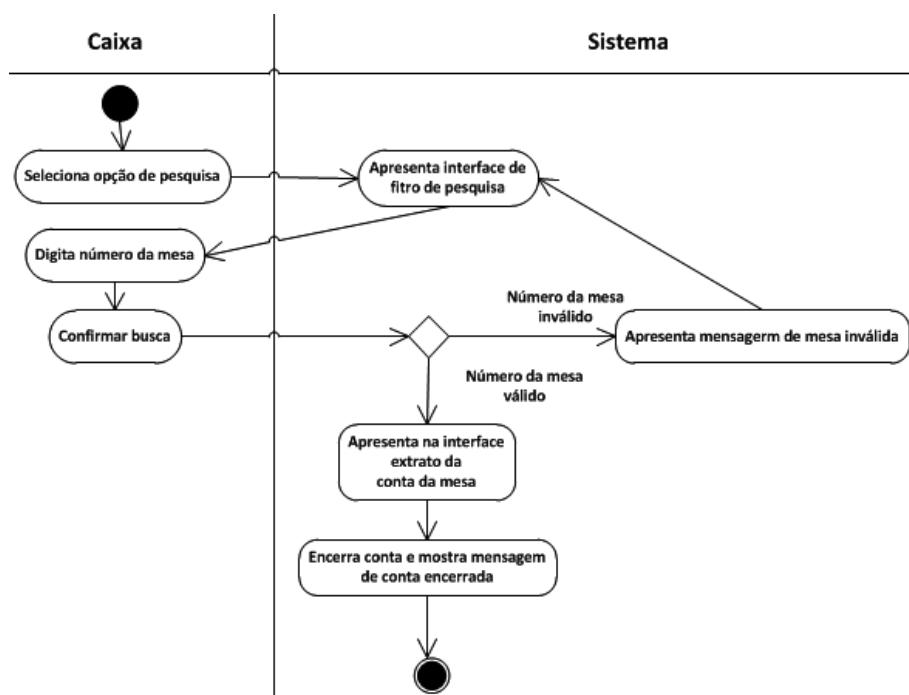 Caixa
Sistema
Seleciona opção de pesquisa
Apresenta interface de
fitro de pesquisa
Digita número da mesa
Confirmar busca
Número da mesa
inválido
Apresenta mensagerm de mesa inválida
Número da mesa
válido
Apresenta na interface
extrato da
conta da mesa
Encerra conta e mostra mensagem
de conta encerrada